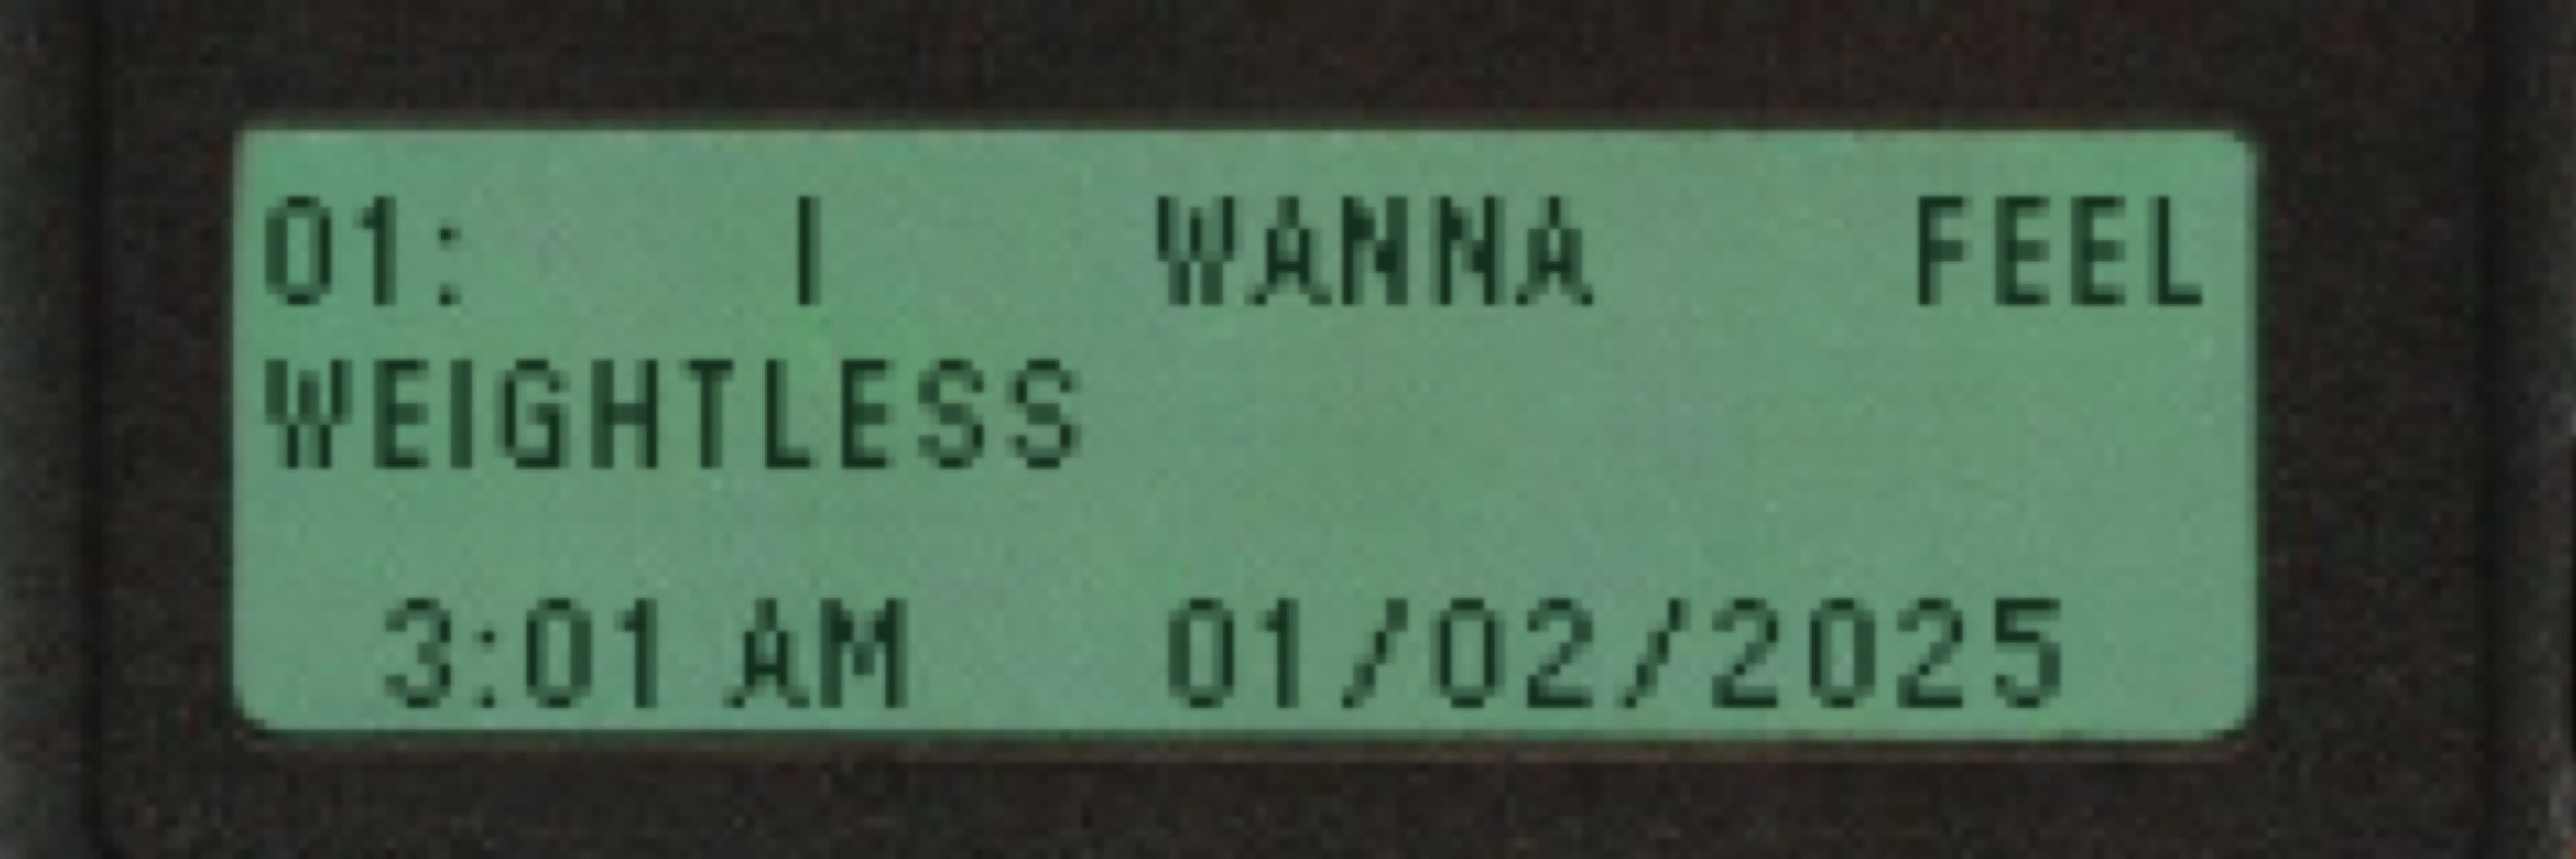 01: I WANNA FEEL
WEIGHTLESS
3:01 AM 01/02/2025